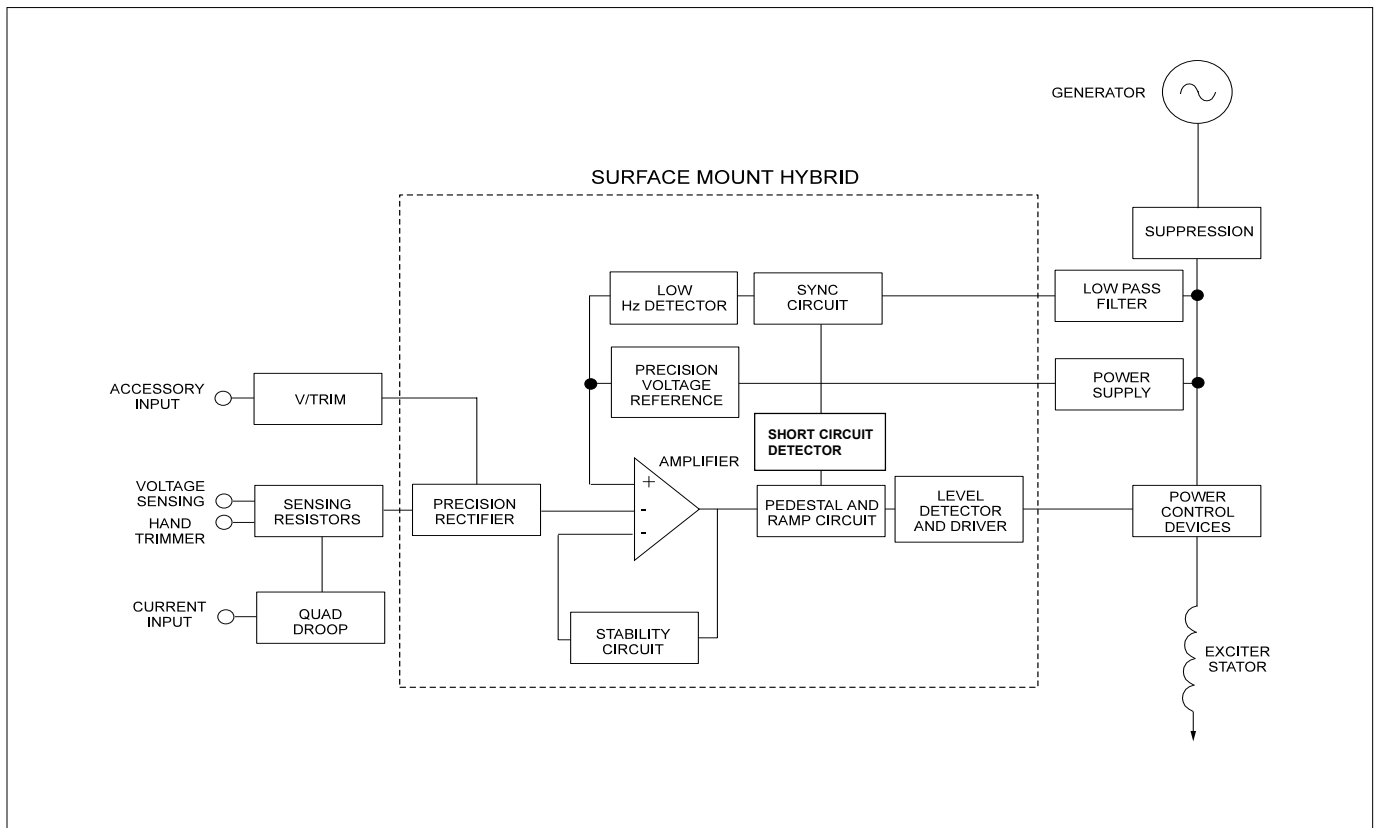 GENERATOR
SURFACE MOUNT HYBRID
SUPPRESSION
LOW
Hz DETECTOR
SYNC
CIRCUIT
LOW PASS
FILTER
ACCESSORY
INPUT
V/TRIM
PRECISION
VOLTAGE
REFERENCE
POWER
SUPPLY
SHORT CIRCUIT
DETECTOR
AMPLIFIER
VOLTAGE
SENSING
HAND
TRIMMER
SENSING
RESISTORS
PRECISION
RECTIFIER
+
-
-
PEDESTAL AND
RAMP CIRCUIT
LEVEL
DETECTOR
AND DRIVER
POWER
CONTROL
DEVICES
CURRENT
INPUT
QUAD
DROOP
STABILITY
CIRCUIT
EXCITER
STATOR